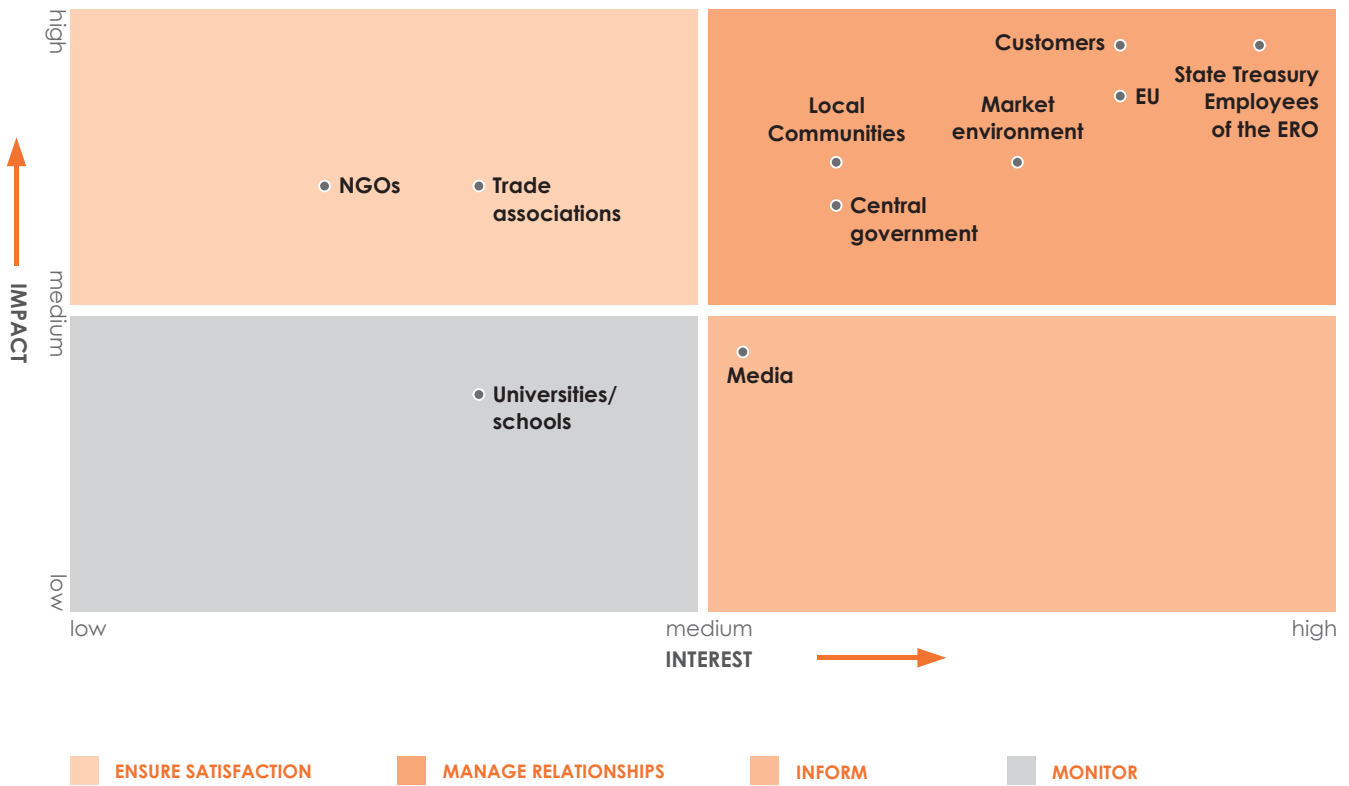 high
Customers
State Treasury
Employees
of the ERO
EU
Local
Communities
Market
environment
NGOs
Trade
associations
Central
government
medium
IMPACT
Media
Universities/
schools
low
low
medium
high
INTEREST
ENSURE SATISFACTION
MANAGE RELATIONSHIPS
INFORM
MONITOR